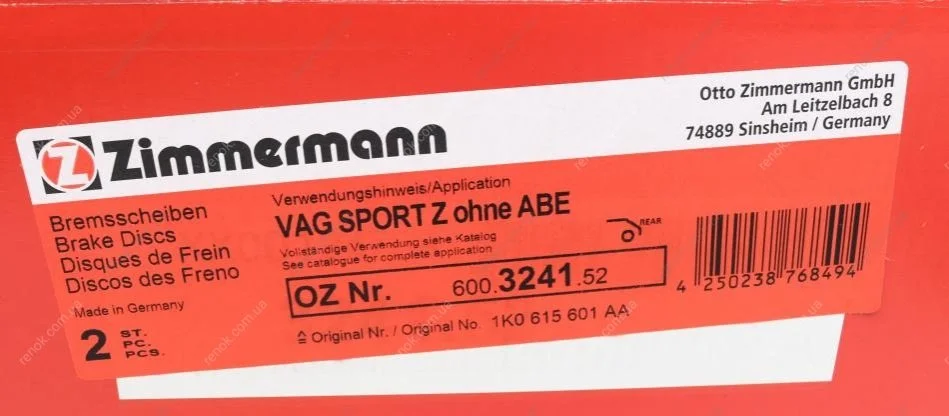 Otto Zimmermann GmbH
Am Leitzelbach 8
74889 Sinsheim / Germany
Z Zimmermann
Bremsscheiben
Brake Discs
Disques de Frein
Discos des Freno
Made in Germany
2 ST.
PC.
PCS.
Verwendungshinweis/Application
VAG SPORT Z ohne ABE
Vollständige Verwendung siehe Katalog
See catalogue for complete application
REAR
OZ Nr. 600.3241.52
≙ Original Nr. / Original No. 1K0 615 601 AA
4 250238 768494
renok.com.ua